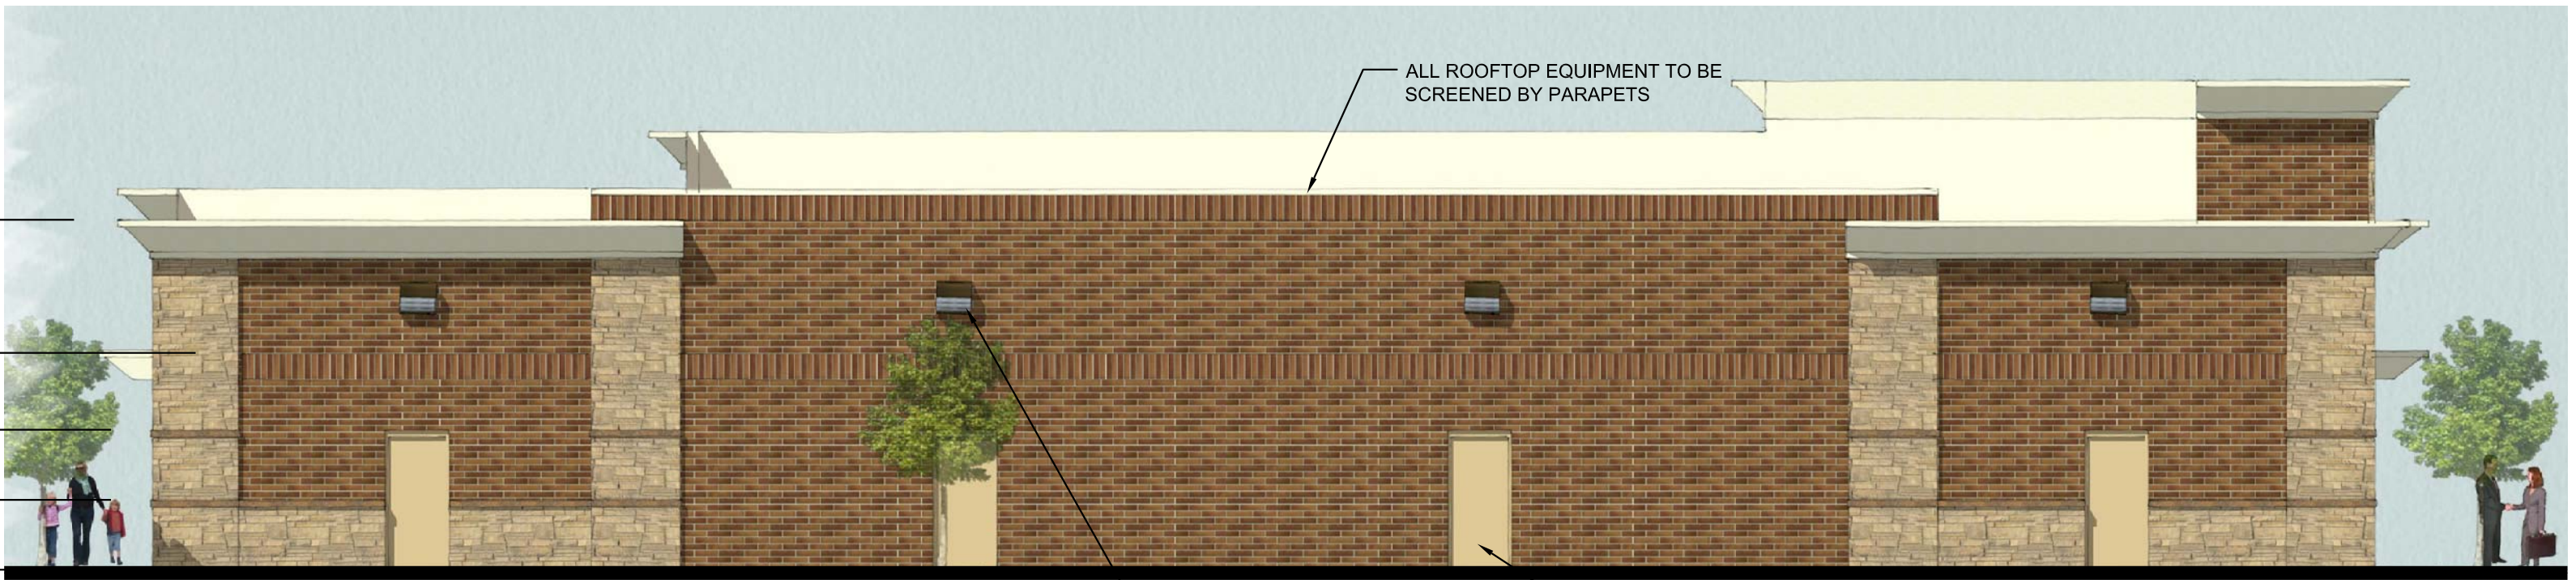 ALL ROOFTOP EQUIPMENT TO BE
SCREENED BY PARAPETS